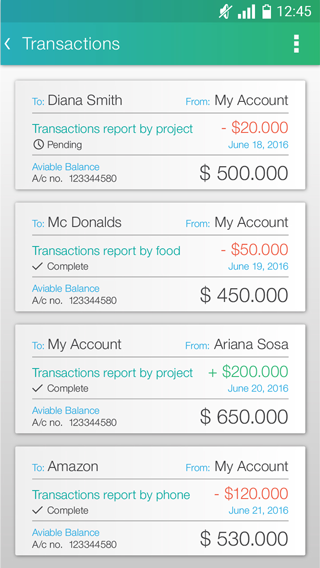 12:45
Transactions
To: Diana Smith From: My Account
Transactions report by project - $20.000
Pending June 18, 2016
Aviable Balance
A/c no. 123344580 $ 500.000
To: Mc Donalds From: My Account
Transactions report by food - $50.000
Complete June 19, 2016
Aviable Balance
A/c no. 123344580 $ 450.000
To: My Account From: Ariana Sosa
Transactions report by project + $200.000
Complete June 20, 2016
Aviable Balance
A/c no. 123344580 $ 650.000
To: Amazon From: My Account
Transactions report by phone - $120.000
Complete June 21, 2016
Aviable Balance
A/c no. 123344580 $ 530.000